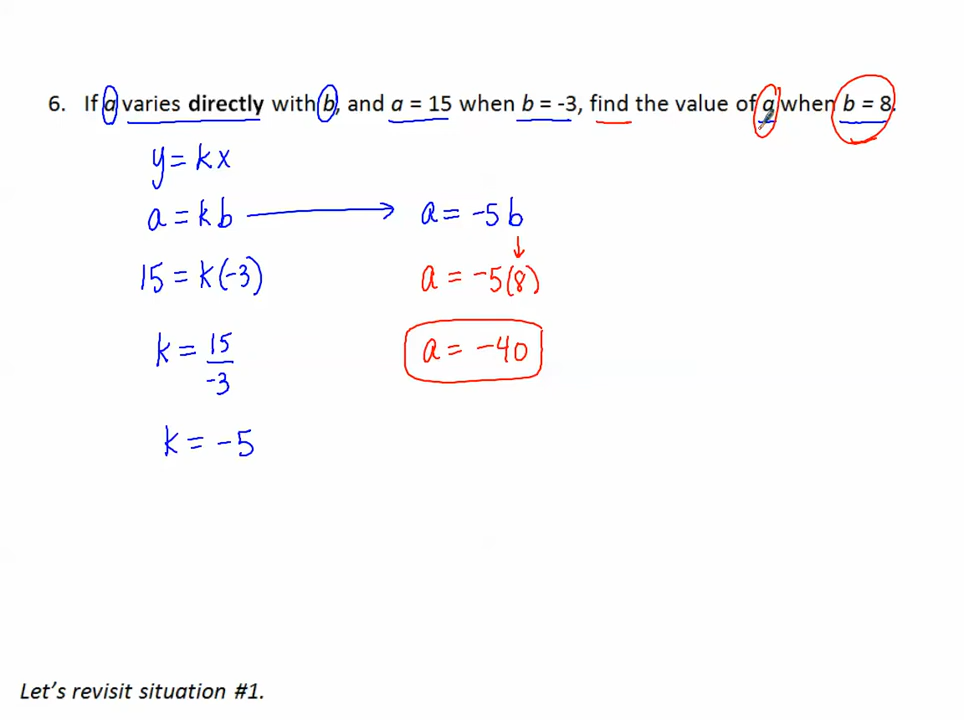 6. If a varies directly with b, and a = 15 when b = -3, find the value of a when b = 8.
y = kx
a = kb → a = -5b
↓
15 = k(-3) a = -5(8)
k = 15/-3 a = -40
k = -5
Let's revisit situation #1.